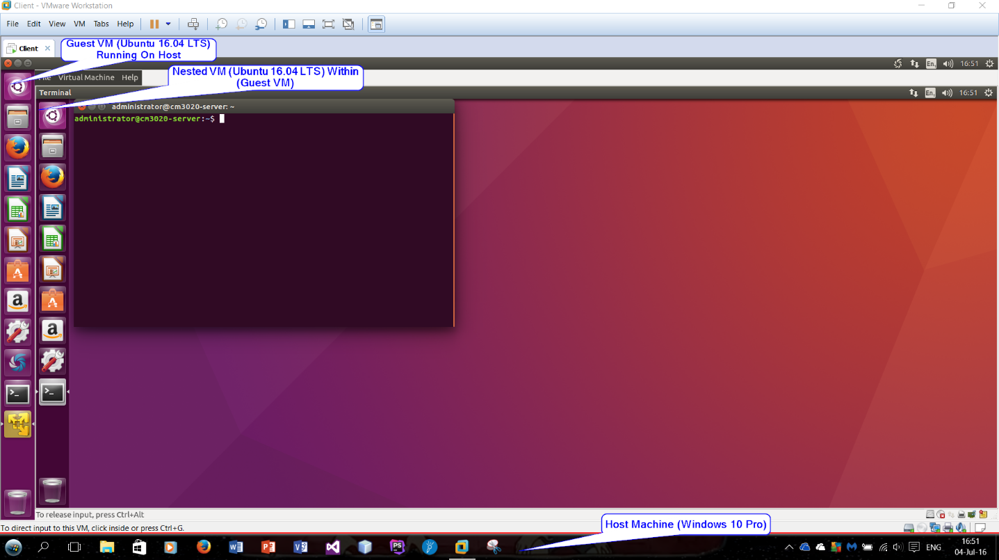 Client - VMware Workstation
File Edit View VM Tabs Help
Client
Guest VM (Ubuntu 16.04 LTS)
Running On Host
En 16:51
Nested VM (Ubuntu 16.04 LTS) Within
(Guest VM)
Virtual Machine Help
Terminal
En 16:51
administrator@cm3020-server: ~
administrator@cm3020-server:~$
To release input, press Ctrl+Alt
To direct input to this VM, click inside or press Ctrl+G.
Host Machine (Windows 10 Pro)
ENG
16:51
04-Jul-16